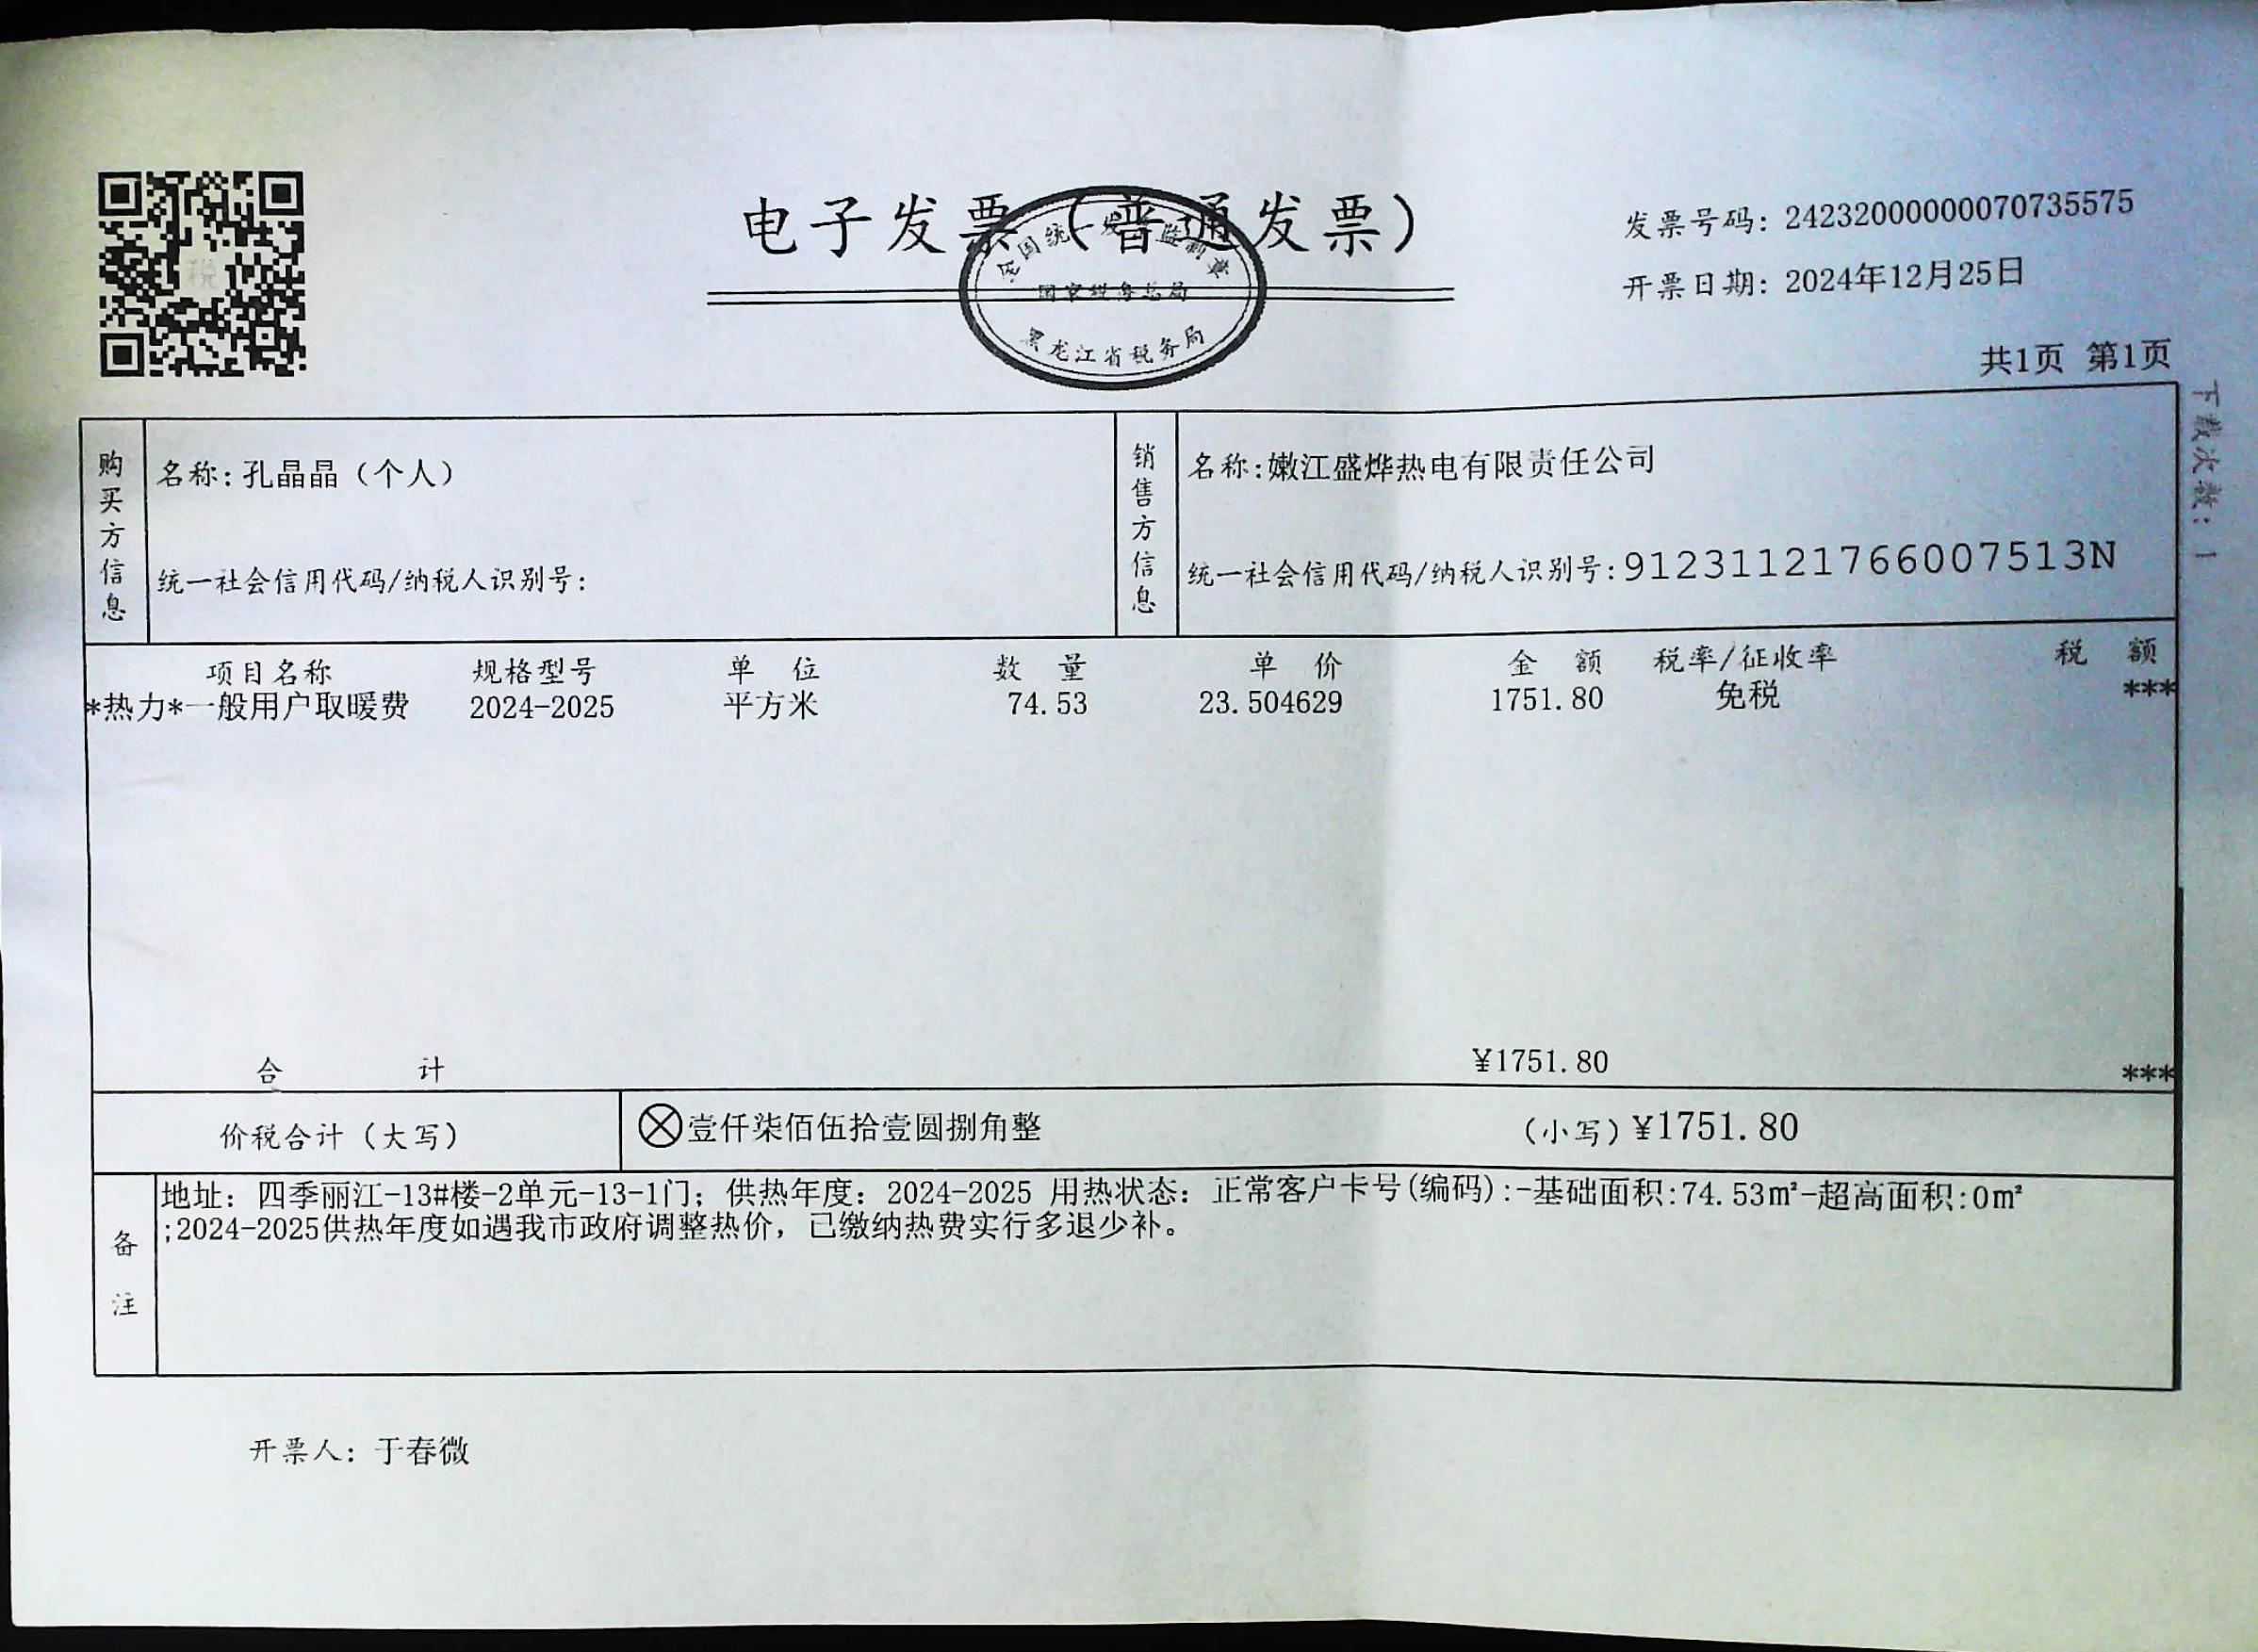 电子发票（普通发票）
全国统一发票监制章
国家税务总局
黑龙江省税务局
发票号码：24232000000070735575
开票日期：2024年12月25日
共1页 第1页
下载次数：1
购买方信息
名称：孔晶晶（个人）
统一社会信用代码/纳税人识别号：
销售方信息
名称：嫩江盛烨热电有限责任公司
统一社会信用代码/纳税人识别号：91231121766007513N
项目名称 规格型号 单位 数量 单价 金额 税率/征收率 税额
*热力*一般用户取暖费 2024-2025 平方米 74.53 23.504629 1751.80 免税 ***
合计 ¥1751.80 ***
价税合计（大写） ⊗壹仟柒佰伍拾壹圆捌角整 （小写）¥1751.80
备注
地址：四季丽江-13#楼-2单元-13-1门；供热年度：2024-2025 用热状态：正常客户卡号(编码):-基础面积:74.53㎡-超高面积:0㎡
;2024-2025供热年度如遇我市政府调整热价，已缴纳热费实行多退少补。
开票人：于春微
税